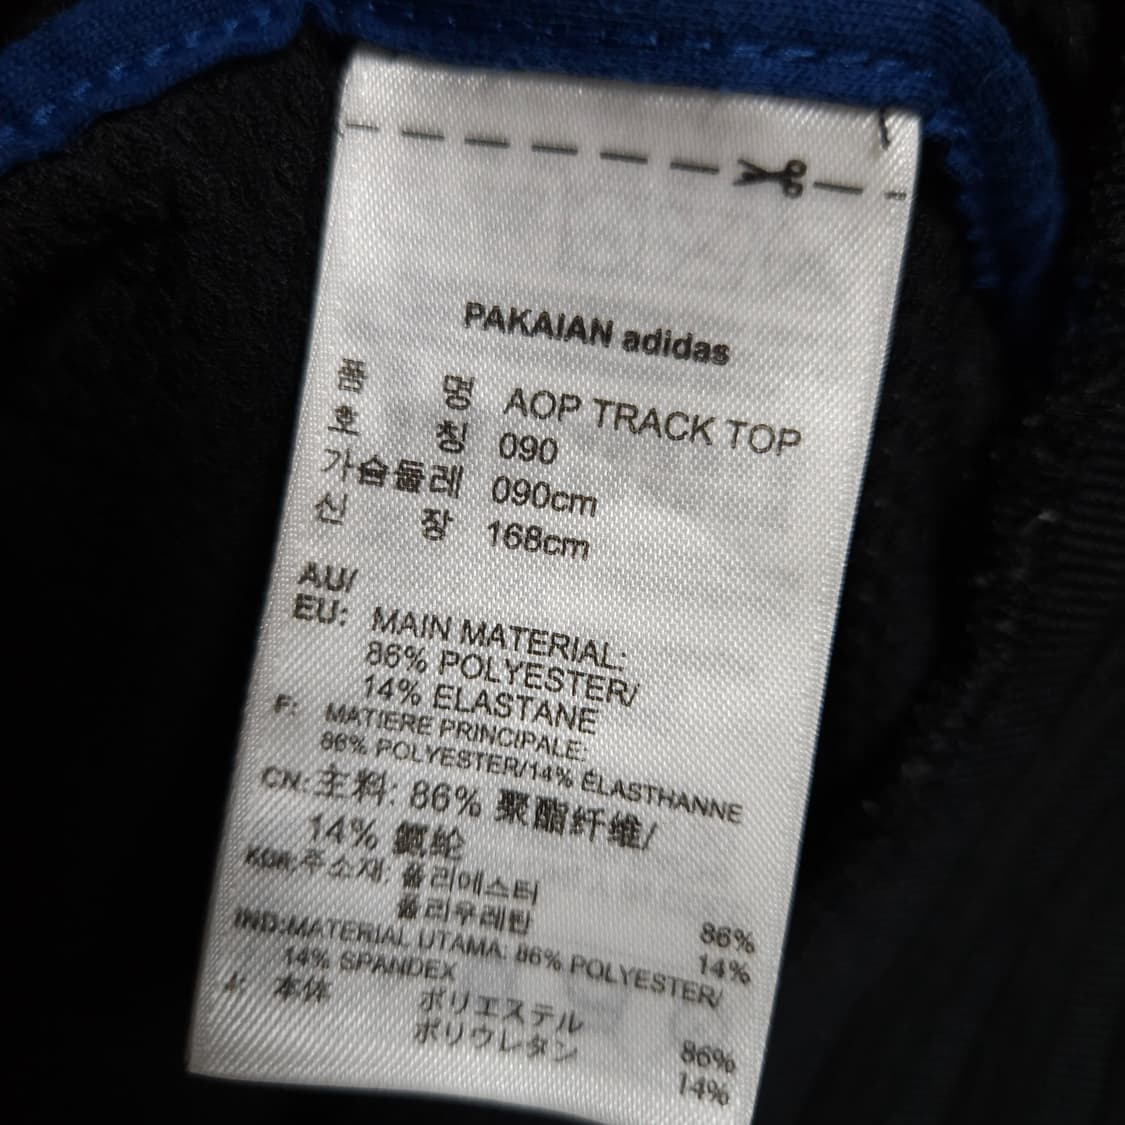 PAKAIAN adidas
품 명 AOP TRACK TOP
호 칭 090
가슴둘레 090cm
신 장 168cm
AU/
EU: MAIN MATERIAL:
86% POLYESTER/
14% ELASTANE
F: MATIERE PRINCIPALE:
86% POLYESTER/14% ÉLASTHANNE
CN: 主料: 86% 聚酯纤维/
14% 氨纶
KOR: 주소재: 폴리에스터 86%
폴리우레탄 14%
IND:MATERIAL UTAMA: 86% POLYESTER/
14% SPANDEX
J: 本体 ポリエステル 86%
ポリウレタン 14%